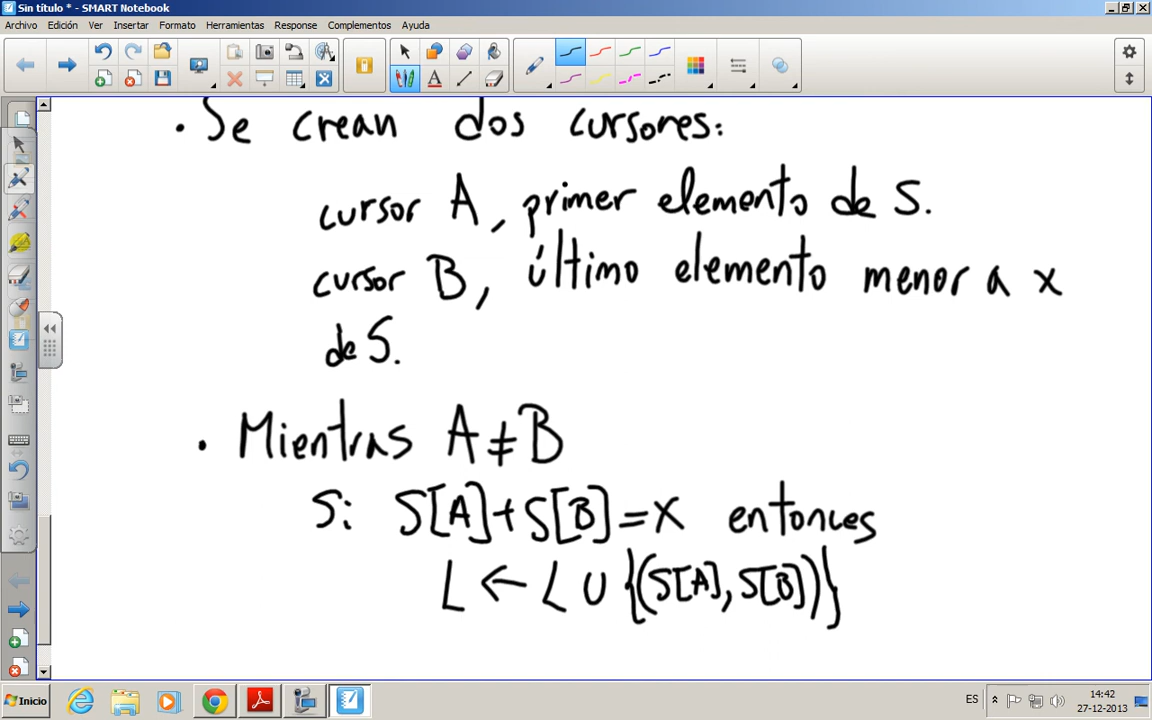 Sin título * - SMART Notebook
Archivo Edición Ver Insertar Formato Herramientas Response Complementos Ayuda
• Se crean dos cursores:
cursor A, primer elemento de S.
cursor B, último elemento menor a x
de S.
• Mientras A≠B
Si S[A]+S[B]=X entonces
L ← L ∪ {(S[A], S[B])}
Inicio
ES
14:42
27-12-2013